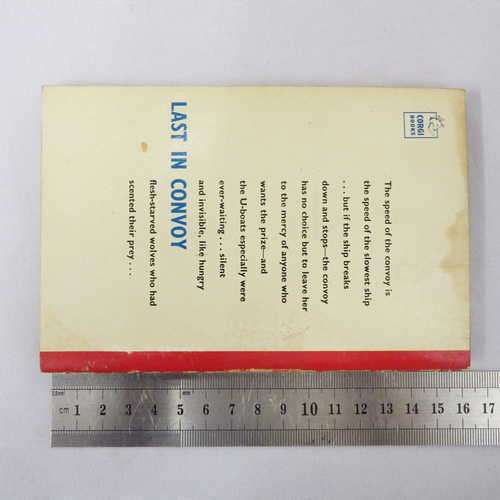 CORGI
BOOKS
The speed of the convoy is
the speed of the slowest ship
. . . but if the ship breaks
down and stops—the convoy
has no choice but to leave her
to the mercy of anyone who
wants the prize—and
the U-boats especially were
ever-waiting . . . silent
and invisible, like hungry
LAST IN CONVOY
flesh-starved wolves who had
scented their prey . . .
cm 1 2 3 4 5 6 7 8 9 10 11 12 13 14 15 16 17